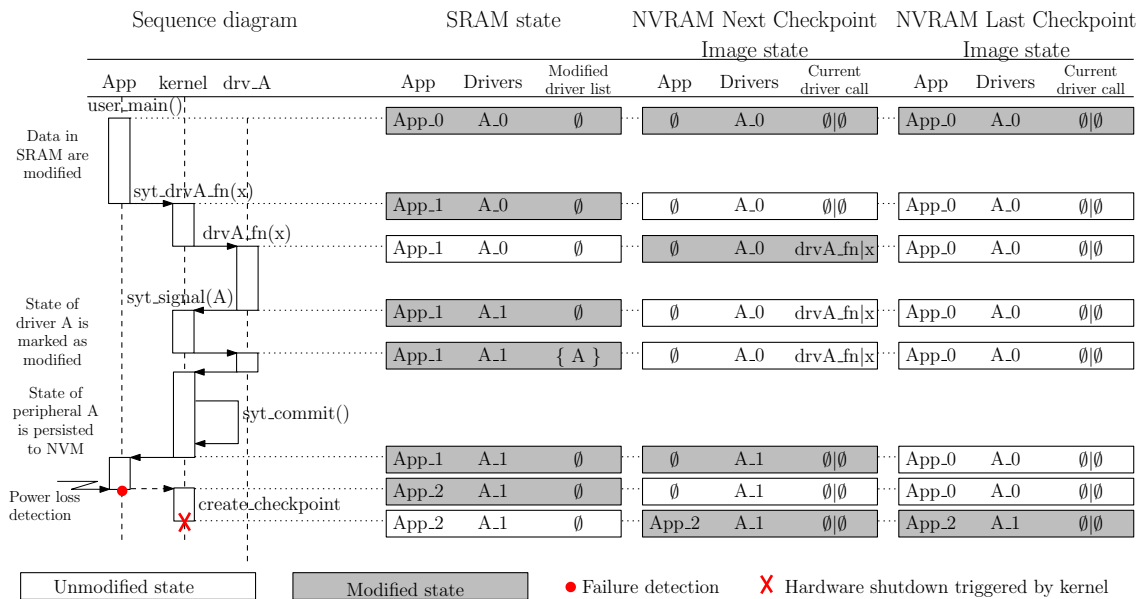 Sequence diagram SRAM state NVRAM Next Checkpoint NVRAM Last Checkpoint
Image state Image state
App kernel drv_A App Drivers Modified driver list App Drivers Current driver call App Drivers Current driver call
user_main()
App_0 A_0 ∅ ∅ A_0 ∅|∅ App_0 A_0 ∅|∅
Data in
SRAM are
modified
syt_drvA_fn(x)
App_1 A_0 ∅ ∅ A_0 ∅|∅ App_0 A_0 ∅|∅
drvA_fn(x)
App_1 A_0 ∅ ∅ A_0 drvA_fn|x App_0 A_0 ∅|∅
syt_signal(A)
State of
driver A is
marked as
modified
App_1 A_1 ∅ ∅ A_0 drvA_fn|x App_0 A_0 ∅|∅
App_1 A_1 { A } ∅ A_0 drvA_fn|x App_0 A_0 ∅|∅
State of
peripheral A
is persisted
to NVM
syt_commit()
App_1 A_1 ∅ ∅ A_1 ∅|∅ App_0 A_0 ∅|∅
Power loss
detection
App_2 A_1 ∅ ∅ A_1 ∅|∅ App_0 A_0 ∅|∅
create_checkpoint
App_2 A_1 ∅ App_2 A_1 ∅|∅ App_2 A_1 ∅|∅
Unmodified state Modified state Failure detection Hardware shutdown triggered by kernel